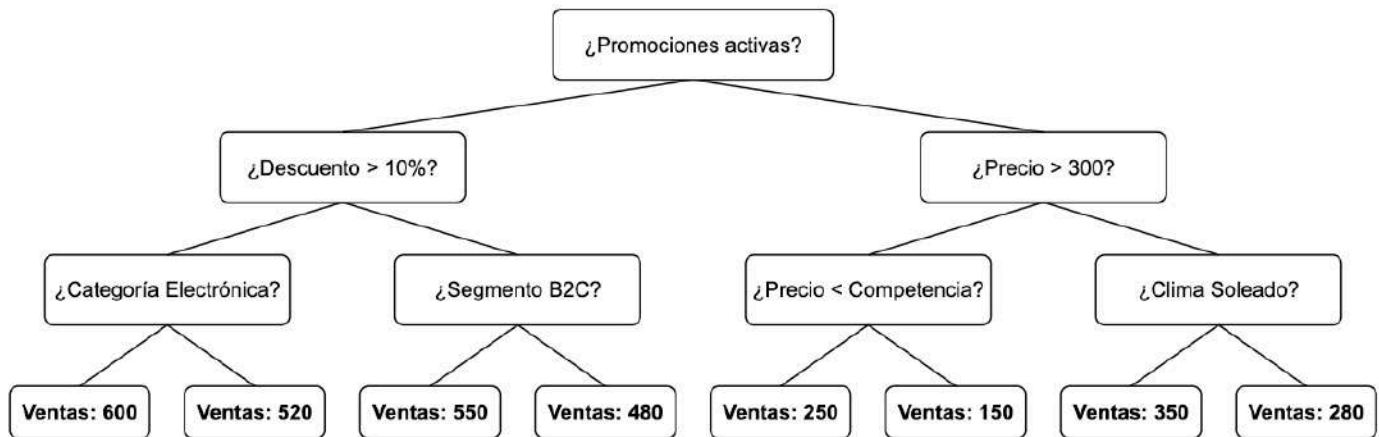 ¿Promociones activas?
¿Descuento > 10%?
¿Precio > 300?
¿Categoría Electrónica?
¿Segmento B2C?
¿Precio < Competencia?
¿Clima Soleado?
Ventas: 600
Ventas: 520
Ventas: 550
Ventas: 480
Ventas: 250
Ventas: 150
Ventas: 350
Ventas: 280